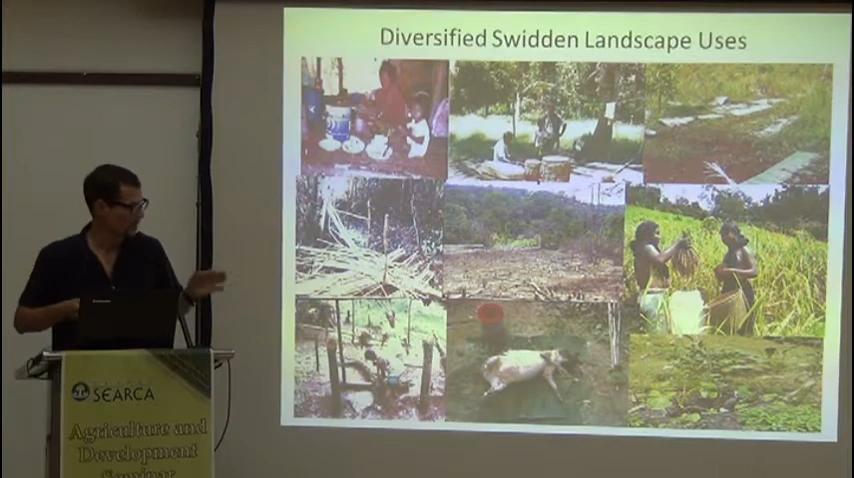 Diversified Swidden Landscape Uses
SEARCA
Agriculture and
Development
Seminar